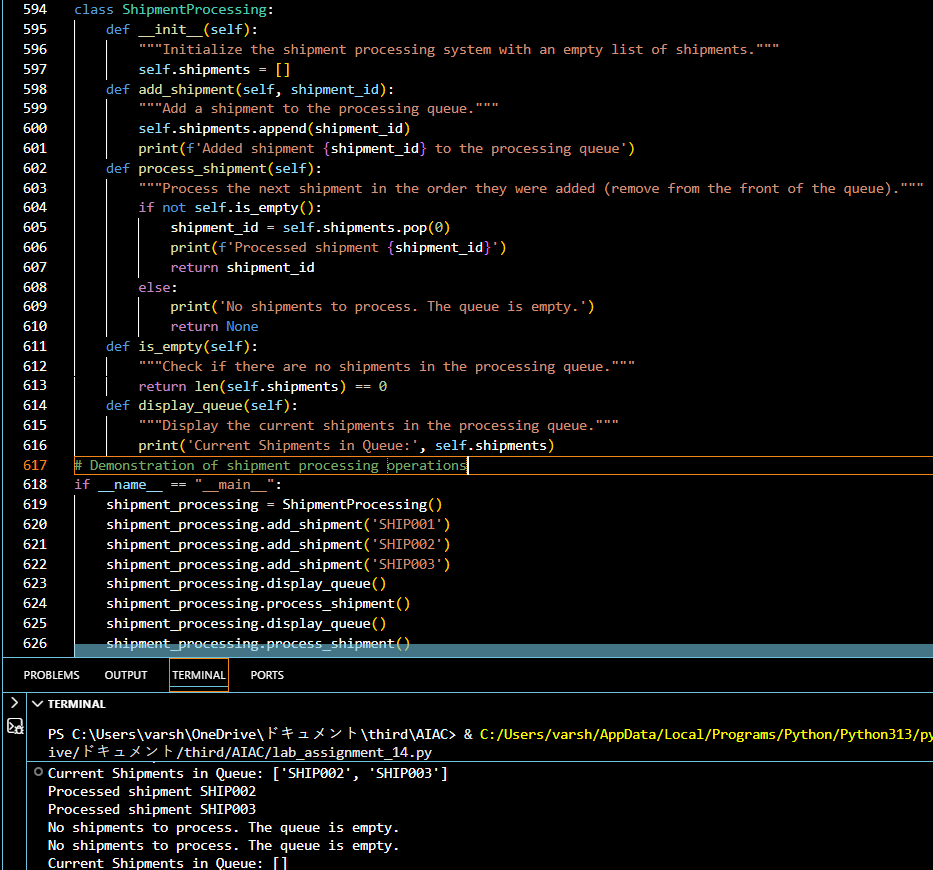 594 class ShipmentProcessing:
595     def __init__(self):
596         """Initialize the shipment processing system with an empty list of shipments."""
597         self.shipments = []
598     def add_shipment(self, shipment_id):
599         """Add a shipment to the processing queue."""
600         self.shipments.append(shipment_id)
601         print(f'Added shipment {shipment_id} to the processing queue')
602     def process_shipment(self):
603         """Process the next shipment in the order they were added (remove from the front of the queue)."""
604         if not self.is_empty():
605             shipment_id = self.shipments.pop(0)
606             print(f'Processed shipment {shipment_id}')
607             return shipment_id
608         else:
609             print('No shipments to process. The queue is empty.')
610             return None
611     def is_empty(self):
612         """Check if there are no shipments in the processing queue."""
613         return len(self.shipments) == 0
614     def display_queue(self):
615         """Display the current shipments in the processing queue."""
616         print('Current Shipments in Queue:', self.shipments)
617 # Demonstration of shipment processing operations
618 if __name__ == "__main__":
619     shipment_processing = ShipmentProcessing()
620     shipment_processing.add_shipment('SHIP001')
621     shipment_processing.add_shipment('SHIP002')
622     shipment_processing.add_shipment('SHIP003')
623     shipment_processing.display_queue()
624     shipment_processing.process_shipment()
625     shipment_processing.display_queue()
626     shipment_processing.process_shipment()
PROBLEMS OUTPUT TERMINAL PORTS
TERMINAL
PS C:\Users\varsh\OneDrive\ドキュメント\third\AIAC> & C:/Users/varsh/AppData/Local/Programs/Python/Python313/py
ive/ドキュメント/third/AIAC/lab_assignment_14.py
Current Shipments in Queue: ['SHIP002', 'SHIP003']
Processed shipment SHIP002
Processed shipment SHIP003
No shipments to process. The queue is empty.
No shipments to process. The queue is empty.
Current Shipments in Queue: []